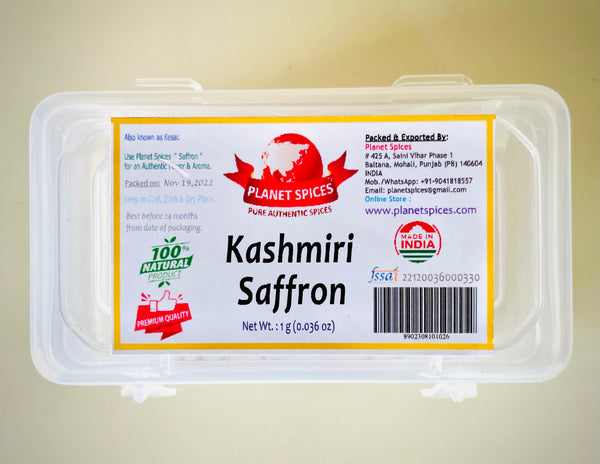 Also known as Kesar.
Use Planet Spices " Saffron "
for an Authentic Flavor & Aroma.
Packed on: Nov 19,2022
Keep in Cool, Dark & Dry Place.
Best before 24 months
from date of packaging.
100%
NATURAL
PRODUCT
PREMIUM QUALITY
PLANET SPICES
PURE AUTHENTIC SPICES
Kashmiri
Saffron
Net Wt. : 1 g (0.036 oz)
Packed & Exported By:
Planet Spices
# 425 A, Saini Vihar Phase 1
Baltana, Mohali, Punjab (PB) 140604
INDIA
Mob./WhatsApp: +91-9041818557
Email: planetspices@gmail.com
Online Store :
www.planetspices.com
MADE IN
INDIA
fssai 22120036000330
8902308101026